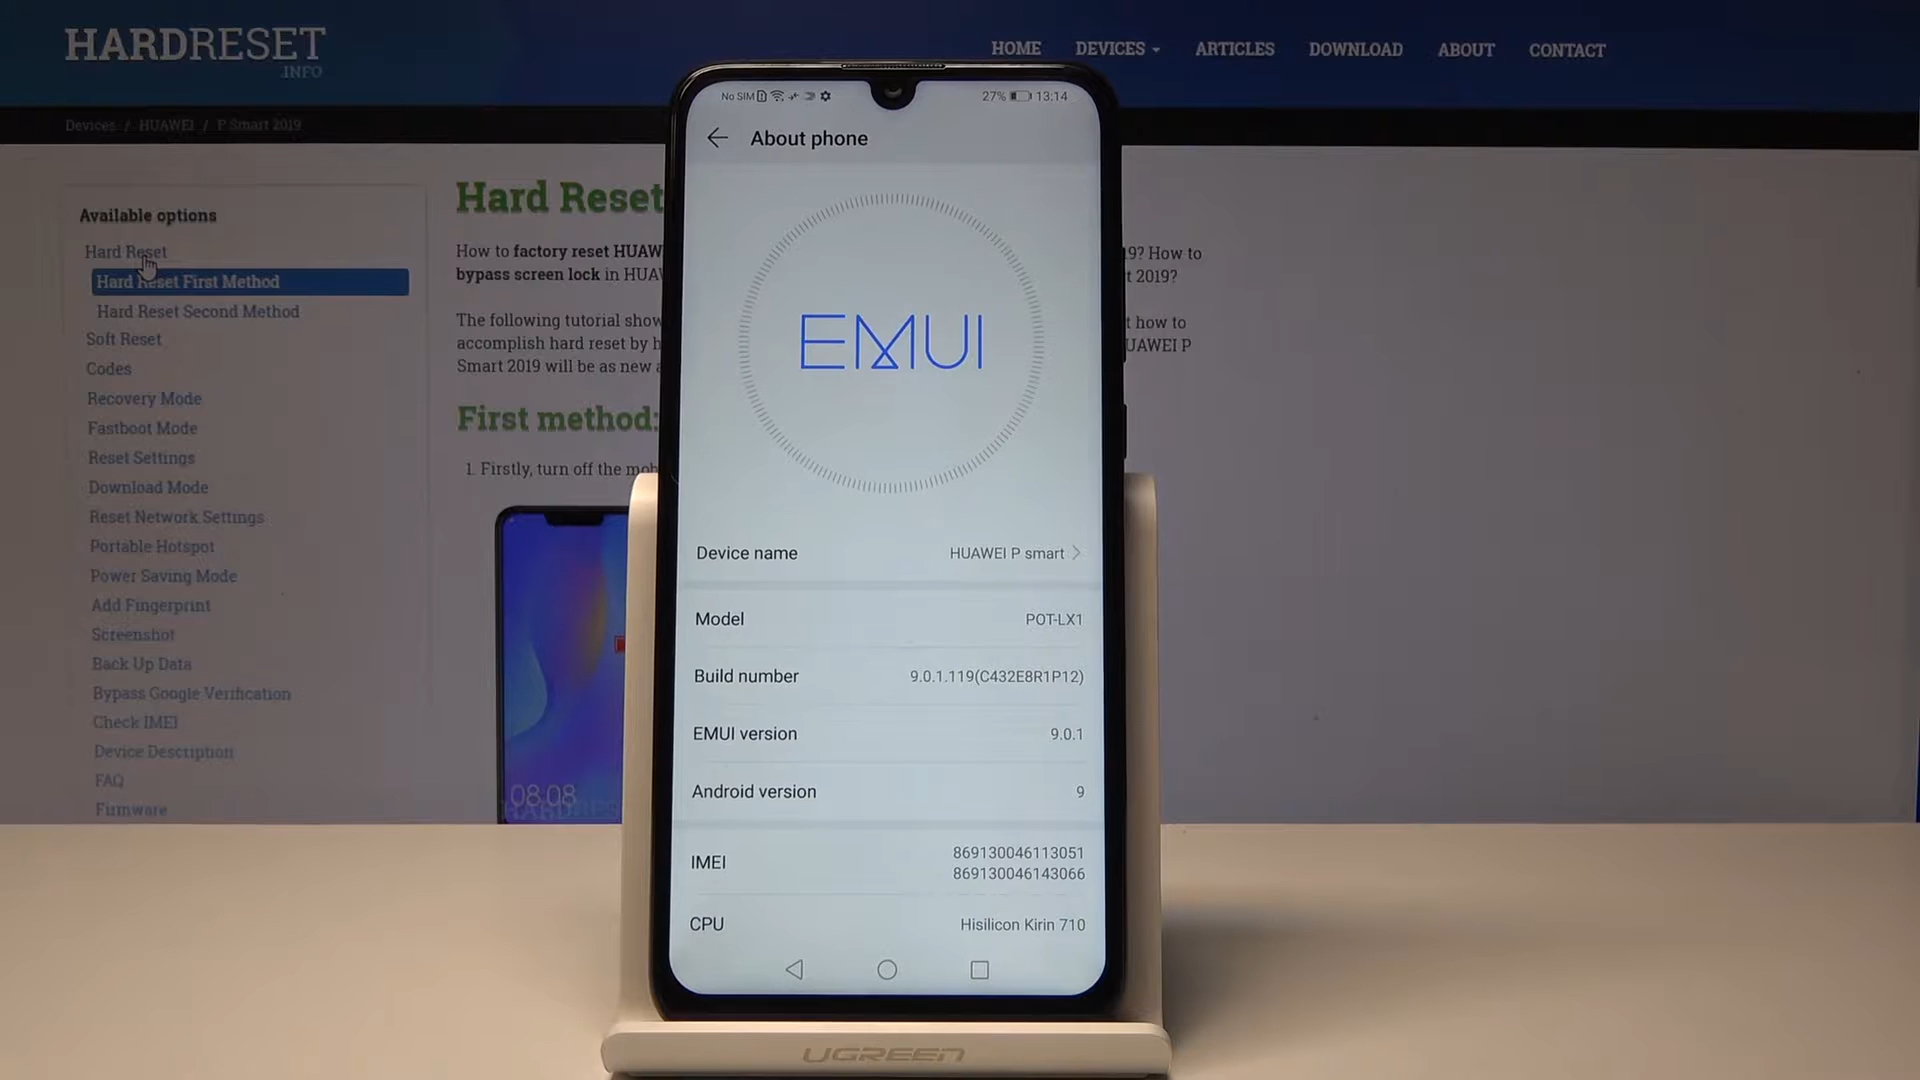 HARDRESET
.INFO
HOME DEVICES ARTICLES DOWNLOAD ABOUT CONTACT
Devices / HUAWEI / P Smart 2019
Available options
Hard Reset
Hard Reset First Method
Hard Reset Second Method
Soft Reset
Codes
Recovery Mode
Fastboot Mode
Reset Settings
Download Mode
Reset Network Settings
Portable Hotspot
Power Saving Mode
Add Fingerprint
Screenshot
Back Up Data
Bypass Google Verification
Check IMEI
Device Description
FAQ
Firmware
Hard Reset
How to factory reset HUAW 19? How to
bypass screen lock in HUA t 2019?
The following tutorial show t how to
accomplish hard reset by h UAWEI P
Smart 2019 will be as new a
First method:
1. Firstly, turn off the mob
08:08
No SIM 27% 13:14
About phone
EMUI
Device name HUAWEI P smart
Model POT-LX1
Build number 9.0.1.119(C432E8R1P12)
EMUI version 9.0.1
Android version 9
IMEI 869130046113051
869130046143066
CPU Hisilicon Kirin 710
UGREEN